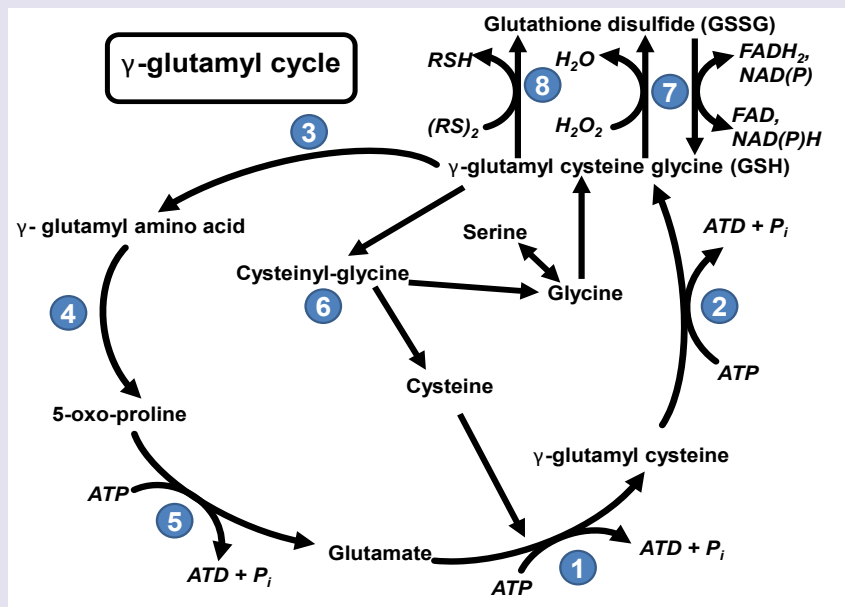 Glutathione disulfide (GSSG)
γ-glutamyl cycle
RSH
H₂O
FADH₂,
NAD(P)
8
7
(RS)₂
H₂O₂
FAD,
NAD(P)H
3
γ-glutamyl cysteine glycine (GSH)
γ- glutamyl amino acid
Serine
ATD + Pᵢ
Cysteinyl-glycine
Glycine
6
2
4
ATP
Cysteine
5-oxo-proline
γ-glutamyl cysteine
ATP
5
Glutamate
ATD + Pᵢ
1
ATD + Pᵢ
ATP